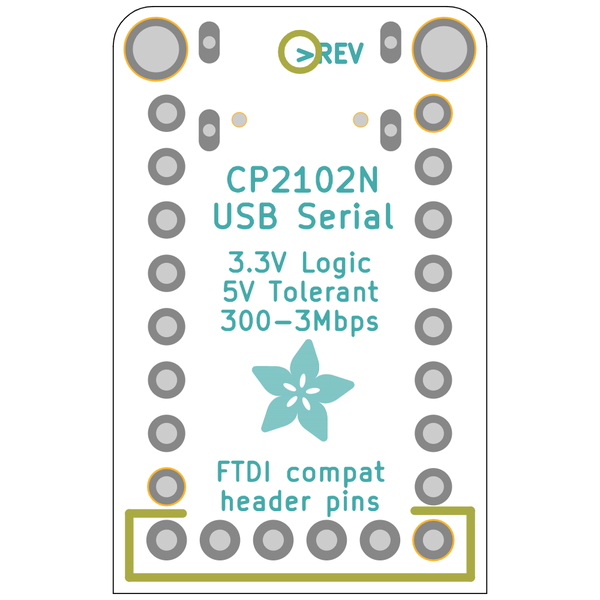 >REV
CP2102N
USB Serial
3.3V Logic
5V Tolerant
300-3Mbps
FTDI compat
header pins